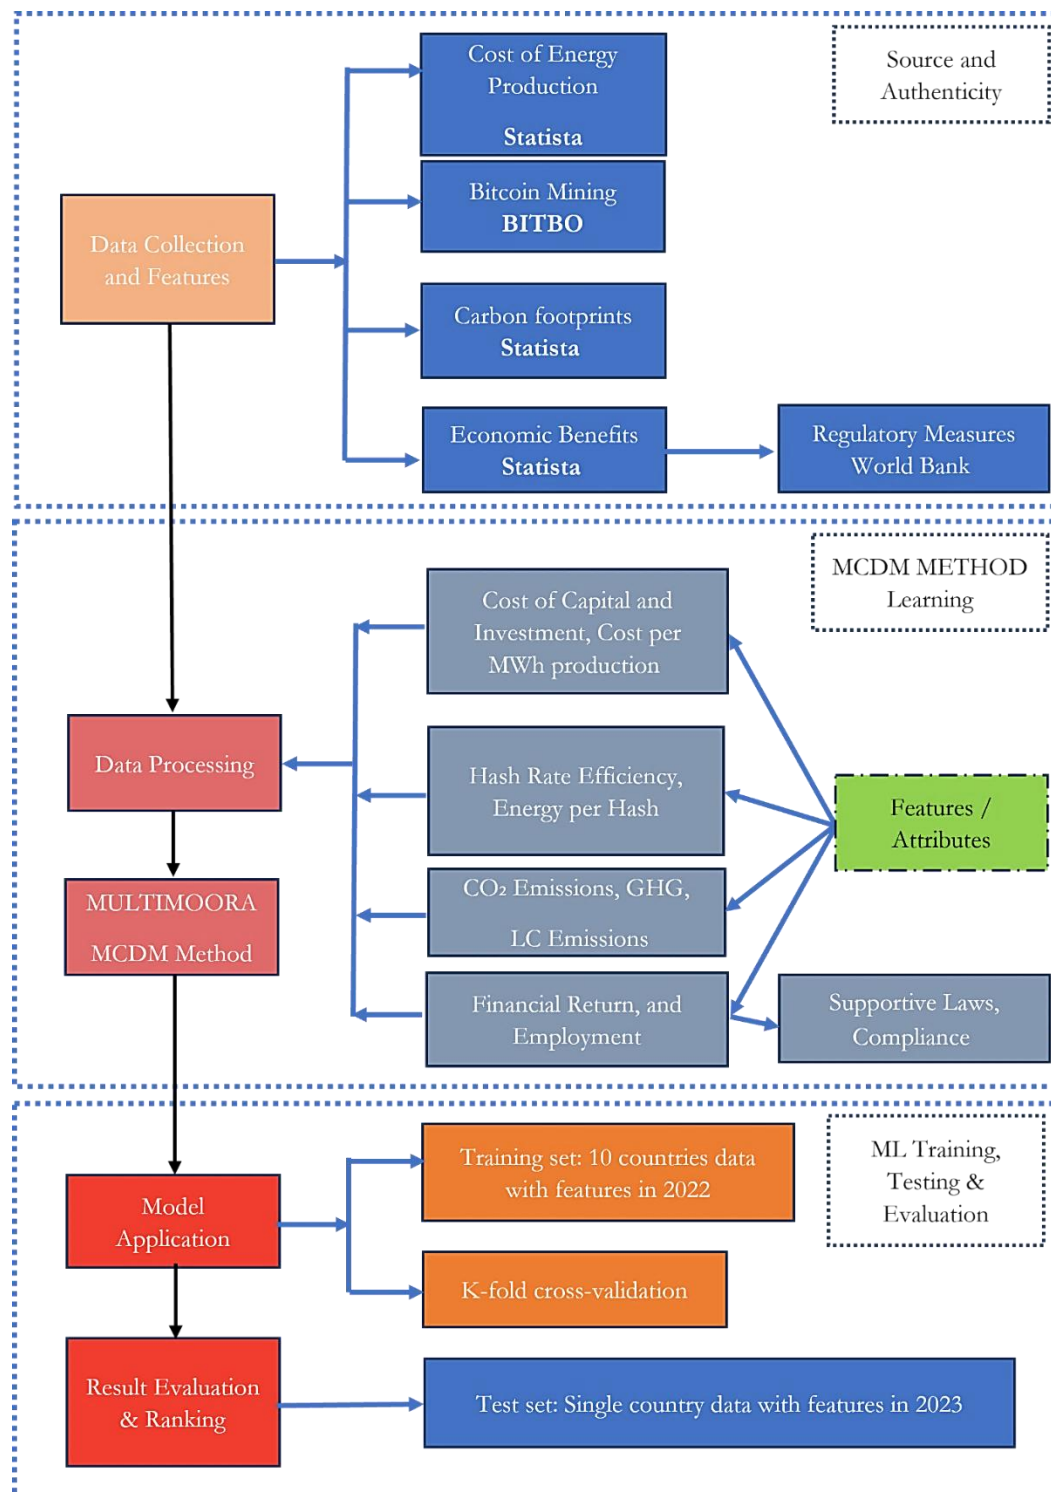 Cost of Energy
Production
Statista
Source and
Authenticity
Bitcoin Mining
BITBO
Data Collection
and Features
Carbon footprints
Statista
Economic Benefits
Statista
Regulatory Measures
World Bank
MCDM METHOD
Learning
Cost of Capital and
Investment, Cost per
MWh production
Data Processing
Hash Rate Efficiency,
Energy per Hash
Features /
Attributes
MULTIMOORA
MCDM Method
CO₂ Emissions, GHG,
LC Emissions
Financial Return, and
Employment
Supportive Laws,
Compliance
ML Training,
Testing &
Evaluation
Training set: 10 countries data
with features in 2022
Model
Application
K-fold cross-validation
Result Evaluation
& Ranking
Test set: Single country data with features in 2023